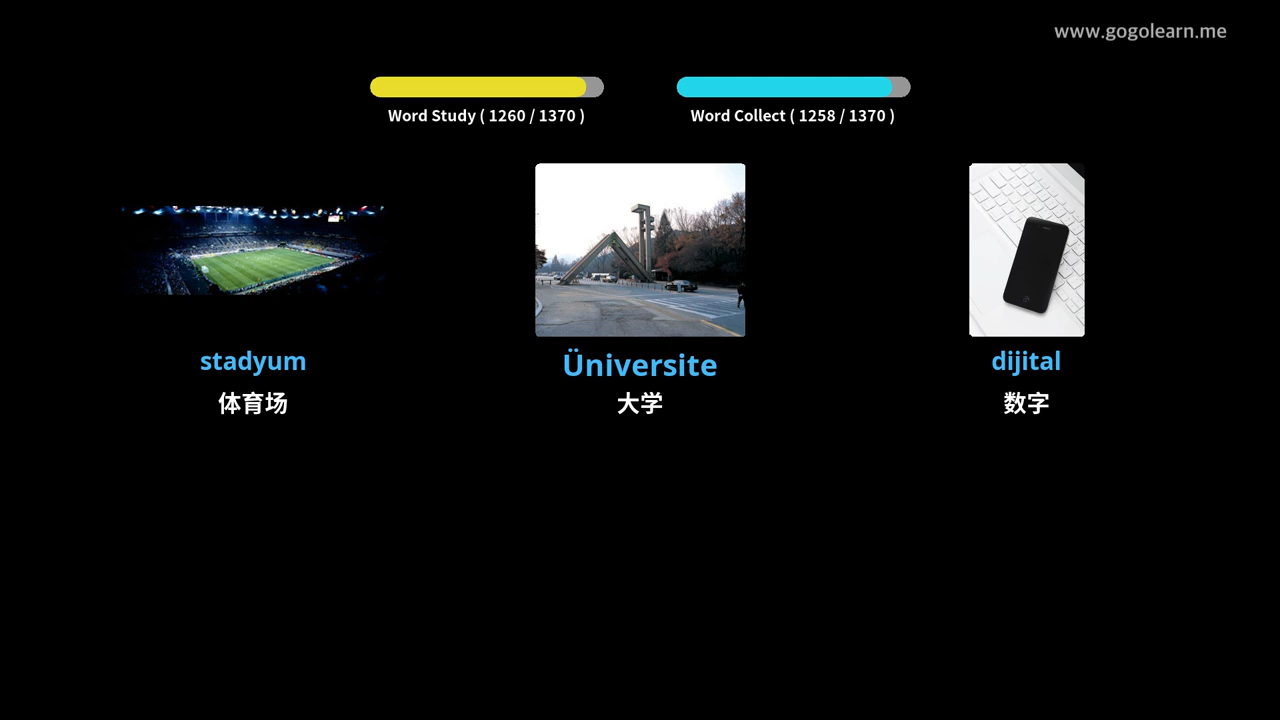 www.gogolearn.me
Word Study ( 1260 / 1370 )
Word Collect ( 1258 / 1370 )
stadyum
体育场
Üniversite
大学
dijital
数字